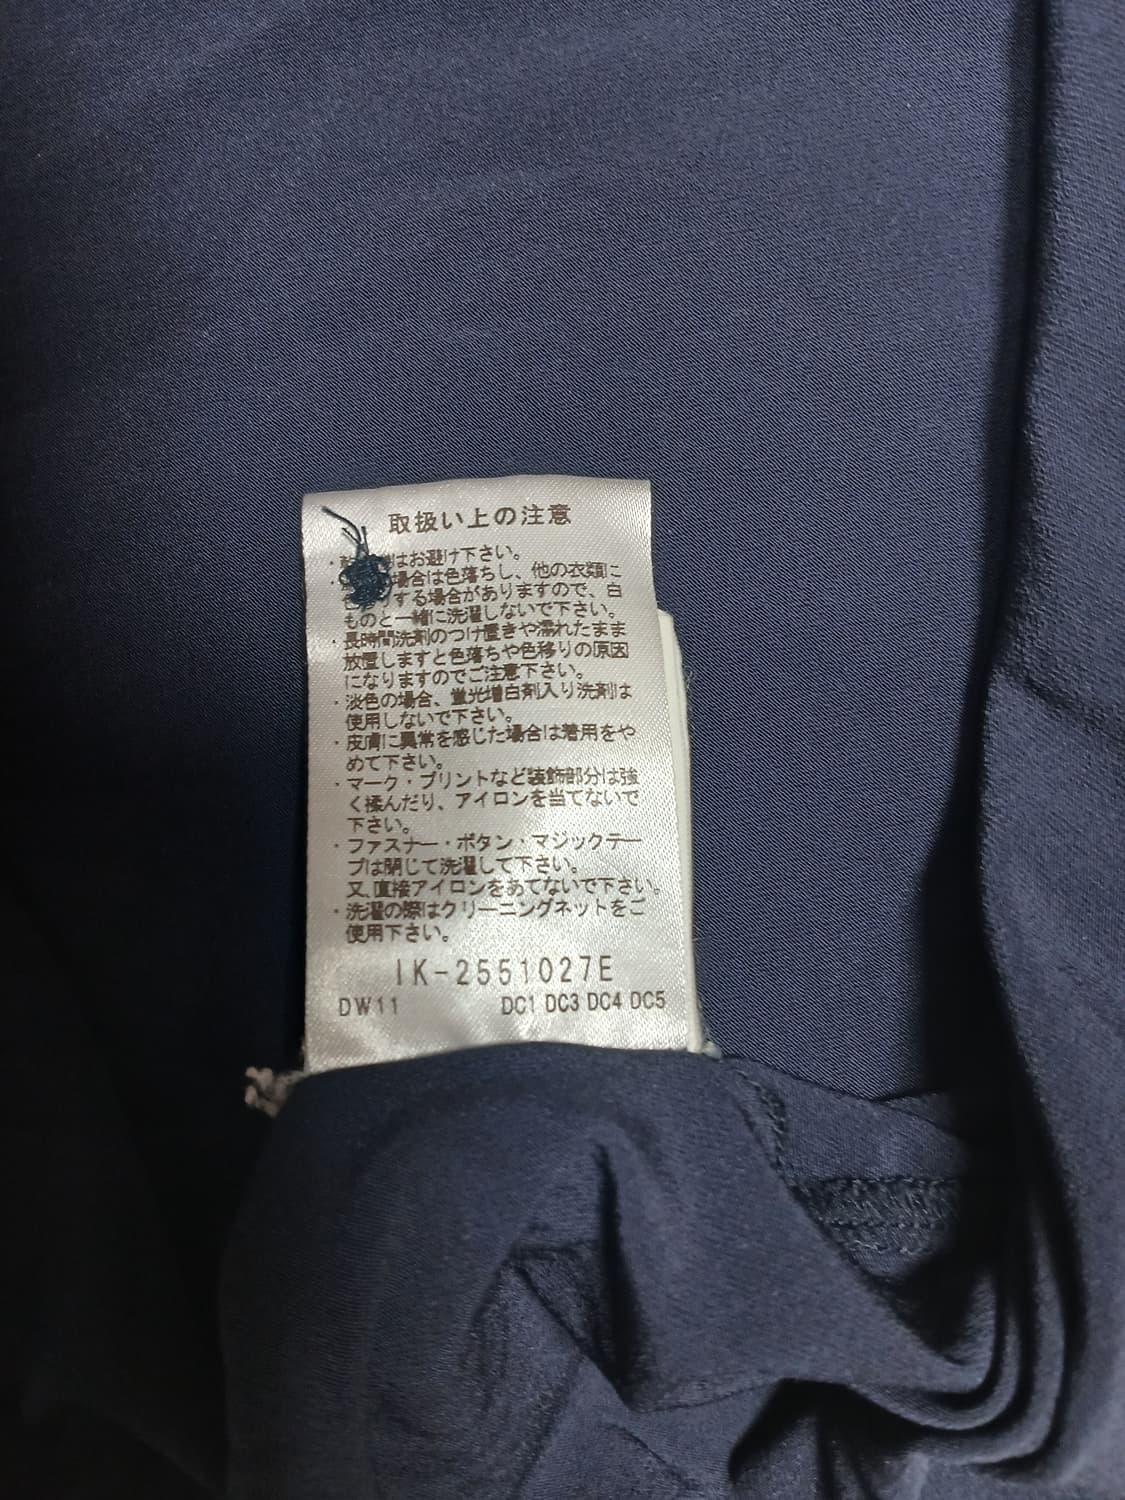 取扱い上の注意
はお避け下さい。
場合は色落ちし、他の衣類に
する場合がありますので、白
ものと一緒に洗濯しないで下さい。
・長時間洗剤のつけ置きや濡れたまま
放置しますと色落ちや色移りの原因
になりますのでご注意下さい。
・淡色の場合、蛍光増白剤入り洗剤は
使用しないで下さい。
・皮膚に異常を感じた場合は着用をや
めて下さい。
・マーク・プリントなど装飾部分は強
く揉んだり、アイロンを当てないで
下さい。
・ファスナー・ボタン・マジックテー
プは閉じて洗濯して下さい。
又、直接アイロンをあてないで下さい。
・洗濯の際はクリーニングネットをご
使用下さい。
IK-2551027E
DW11 DC1 DC3 DC4 DC5